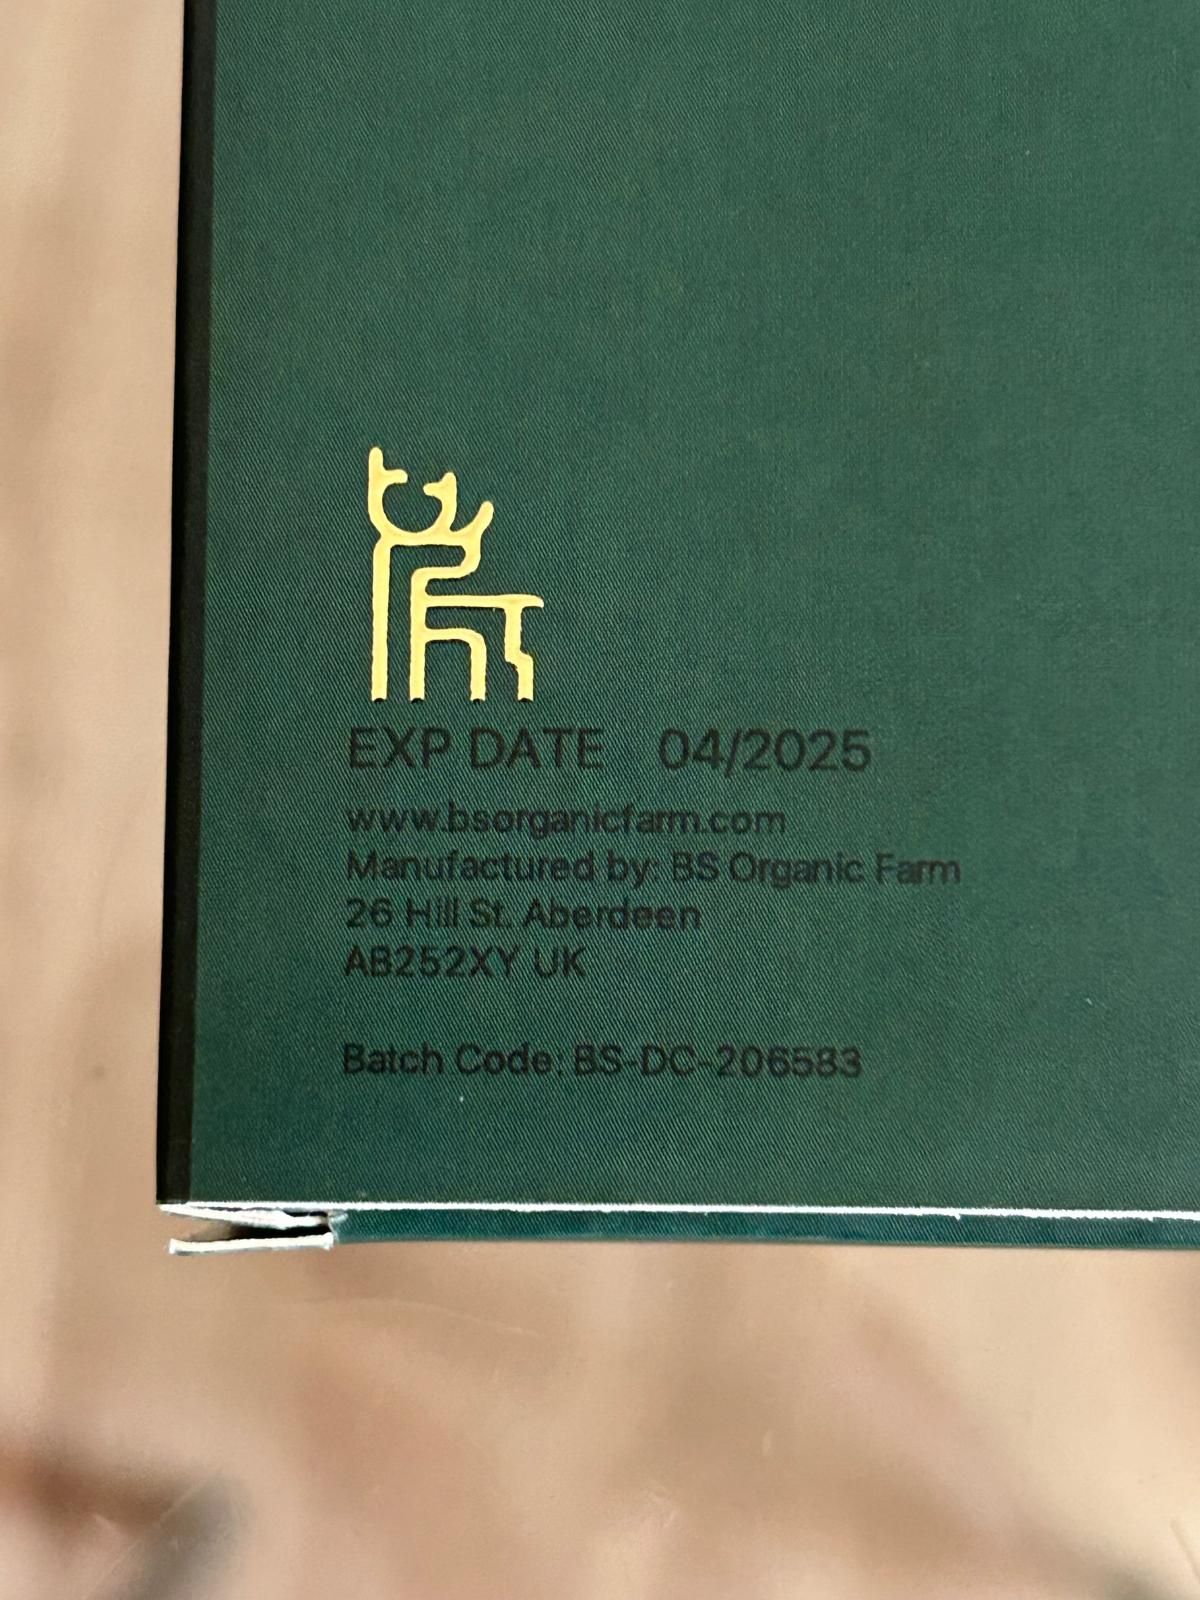 EXP DATE 04/2025
www.bsorganicfarm.com
Manufactured by: BS Organic Farm
26 Hill St. Aberdeen
AB252XY UK
Batch Code: BS-DC-206583